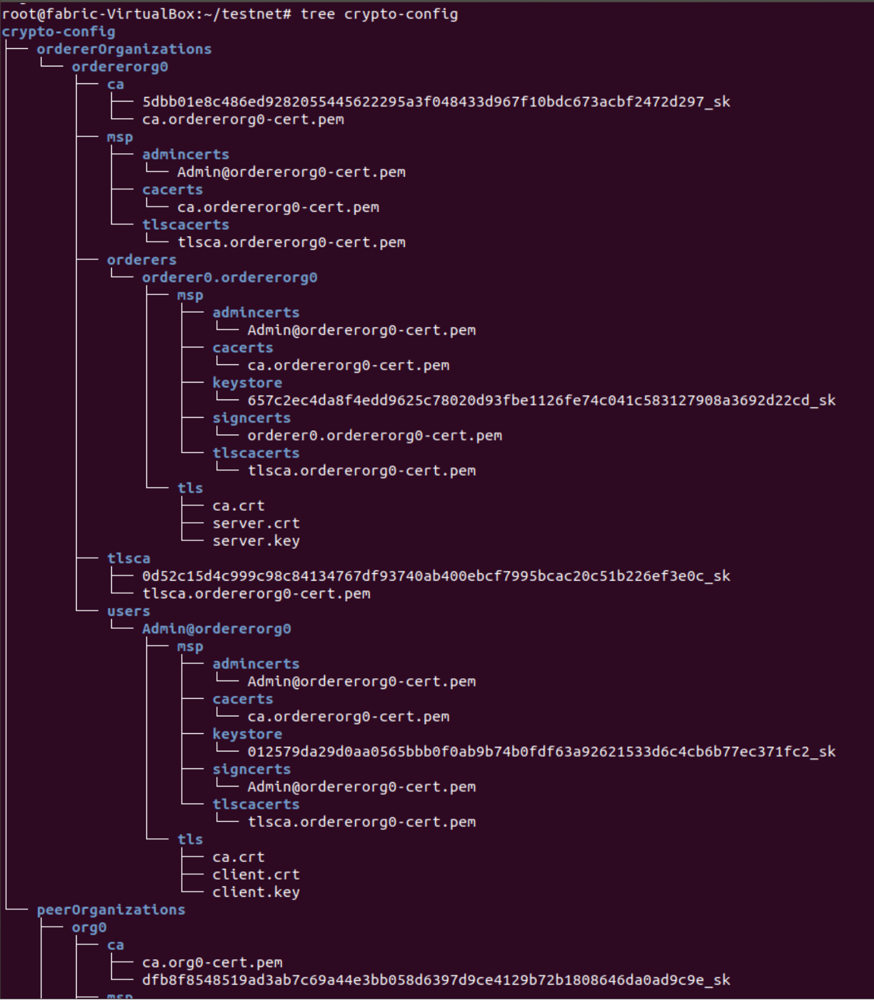 root@fabric-VirtualBox:~/testnet# tree crypto-config
crypto-config
├── ordererOrganizations
│   └── ordererorg0
│       ├── ca
│       │   ├── 5dbb01e8c486ed9282055445622295a3f048433d967f10bdc673acbf2472d297_sk
│       │   └── ca.ordererorg0-cert.pem
│       ├── msp
│       │   ├── admincerts
│       │   │   └── Admin@ordererorg0-cert.pem
│       │   ├── cacerts
│       │   │   └── ca.ordererorg0-cert.pem
│       │   └── tlscacerts
│       │       └── tlsca.ordererorg0-cert.pem
│       ├── orderers
│       │   └── orderer0.ordererorg0
│       │       ├── msp
│       │       │   ├── admincerts
│       │       │   │   └── Admin@ordererorg0-cert.pem
│       │       │   ├── cacerts
│       │       │   │   └── ca.ordererorg0-cert.pem
│       │       │   ├── keystore
│       │       │   │   └── 657c2ec4da8f4edd9625c78020d93fbe1126fe74c041c583127908a3692d22cd_sk
│       │       │   ├── signcerts
│       │       │   │   └── orderer0.ordererorg0-cert.pem
│       │       │   └── tlscacerts
│       │       │       └── tlsca.ordererorg0-cert.pem
│       │       └── tls
│       │           ├── ca.crt
│       │           ├── server.crt
│       │           └── server.key
│       ├── tlsca
│       │   ├── 0d52c15d4c999c98c84134767df93740ab400ebcf7995bcac20c51b226ef3e0c_sk
│       │   └── tlsca.ordererorg0-cert.pem
│       └── users
│           └── Admin@ordererorg0
│               ├── msp
│               │   ├── admincerts
│               │   │   └── Admin@ordererorg0-cert.pem
│               │   ├── cacerts
│               │   │   └── ca.ordererorg0-cert.pem
│               │   ├── keystore
│               │   │   └── 012579da29d0aa0565bbb0f0ab9b74b0fdf63a92621533d6c4cb6b77ec371fc2_sk
│               │   ├── signcerts
│               │   │   └── Admin@ordererorg0-cert.pem
│               │   └── tlscacerts
│               │       └── tlsca.ordererorg0-cert.pem
│               └── tls
│                   ├── ca.crt
│                   ├── client.crt
│                   └── client.key
└── peerOrganizations
    ├── org0
    │   ├── ca
    │   │   ├── ca.org0-cert.pem
    │   │   └── dfb8f8548519ad3ab7c69a44e3bb058d6397d9ce4129b72b1808646da0ad9c9e_sk
    │   ├── msp